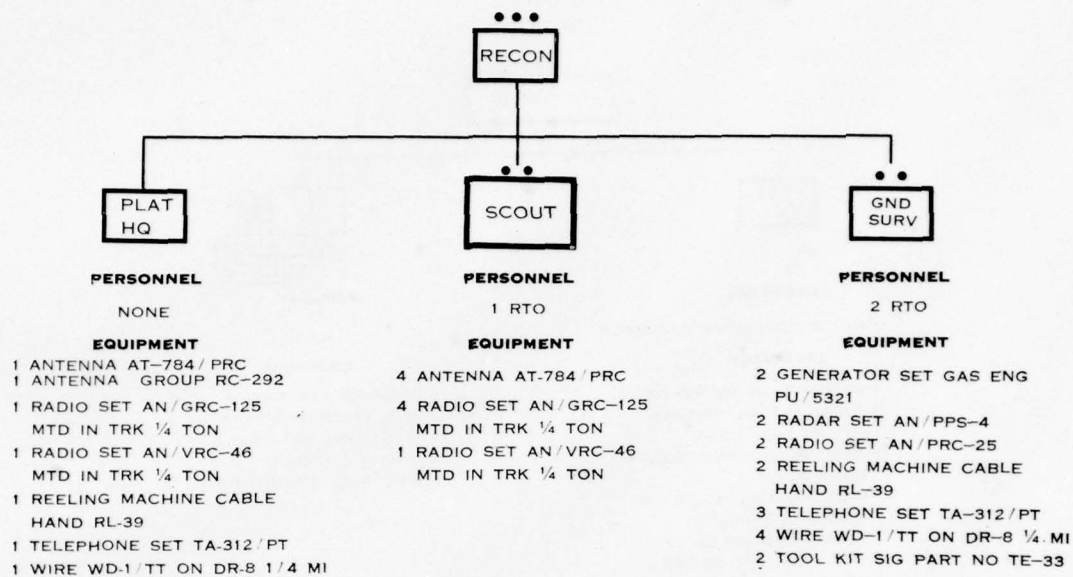 RECON
PLAT
HQ
PERSONNEL
NONE
EQUIPMENT
1 ANTENNA AT-784/PRC
1 ANTENNA GROUP RC-292
1 RADIO SET AN/GRC-125
MTD IN TRK ¼ TON
1 RADIO SET AN/VRC-46
MTD IN TRK ¼ TON
1 REELING MACHINE CABLE
HAND RL-39
1 TELEPHONE SET TA-312/PT
1 WIRE WD-1/TT ON DR-8 1/4 MI
SCOUT
PERSONNEL
1 RTO
EQUIPMENT
4 ANTENNA AT-784/PRC
4 RADIO SET AN/GRC-125
MTD IN TRK ¼ TON
1 RADIO SET AN/VRC-46
MTD IN TRK ¼ TON
GND
SURV
PERSONNEL
2 RTO
EQUIPMENT
2 GENERATOR SET GAS ENG
PU/5321
2 RADAR SET AN/PPS-4
2 RADIO SET AN/PRC-25
2 REELING MACHINE CABLE
HAND RL-39
3 TELEPHONE SET TA-312/PT
4 WIRE WD-1/TT ON DR-8 ¼ MI
2 TOOL KIT SIG PART NO TE-33